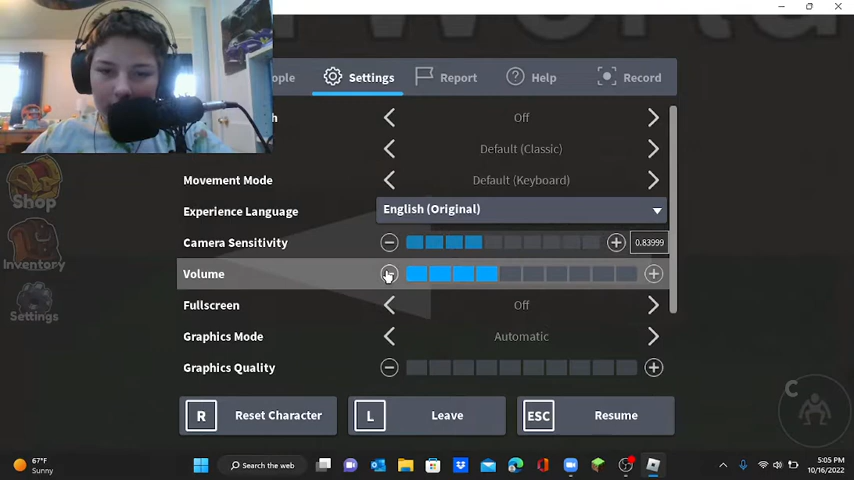 ople
Settings
Report
Help
Record
Off
Default (Classic)
Movement Mode
Default (Keyboard)
Experience Language
English (Original)
Camera Sensitivity
0.83999
Volume
Fullscreen
Off
Graphics Mode
Automatic
Graphics Quality
Shop
Inventory
Settings
C
R Reset Character
L Leave
ESC Resume
67°F
Sunny
Search the web
5:05 PM
10/16/2022